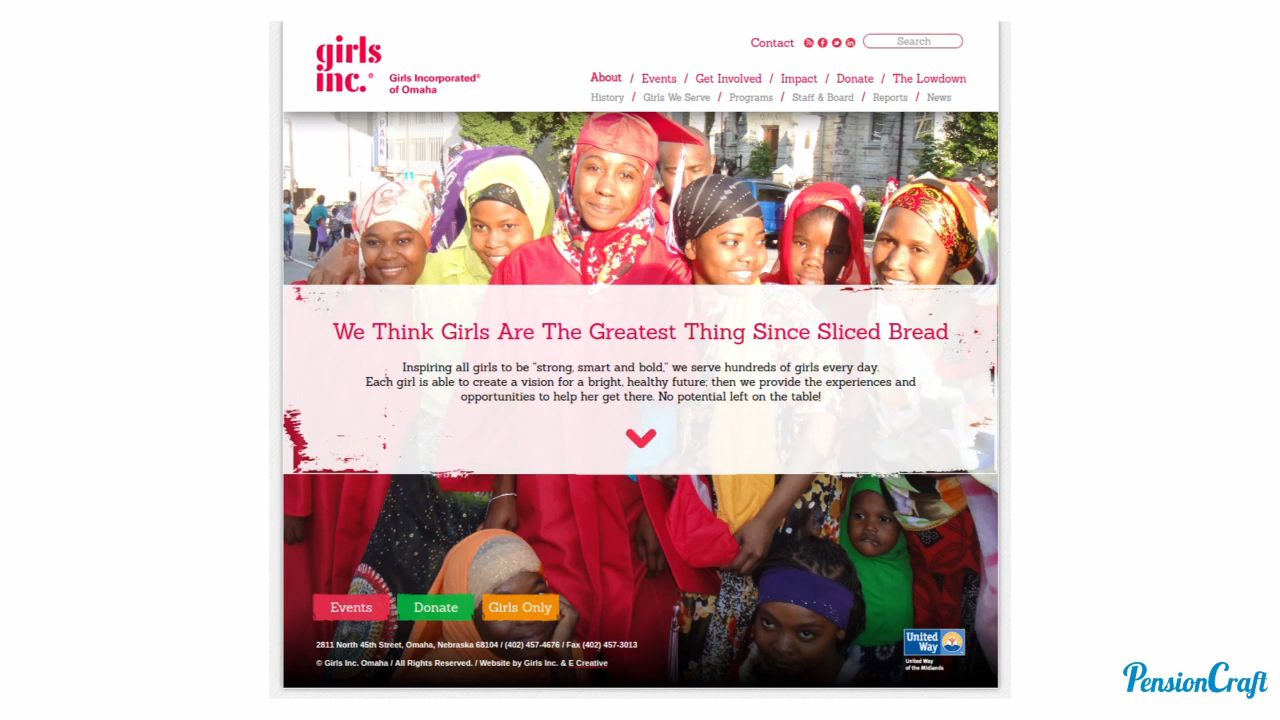 girls
inc.®
Girls Incorporated®
of Omaha
Contact
Search
About / Events / Get Involved / Impact / Donate / The Lowdown
History / Girls We Serve / Programs / Staff & Board / Reports / News
PARK
We Think Girls Are The Greatest Thing Since Sliced Bread
Inspiring all girls to be "strong, smart and bold," we serve hundreds of girls every day.
Each girl is able to create a vision for a bright, healthy future; then we provide the experiences and
opportunities to help her get there. No potential left on the table!
Events
Donate
Girls Only
2811 North 45th Street, Omaha, Nebraska 68104 / (402) 457-4676 / Fax (402) 457-3013
© Girls Inc. Omaha / All Rights Reserved. / Website by Girls Inc. & E Creative
United
Way
United Way
of the Midlands
PensionCraft